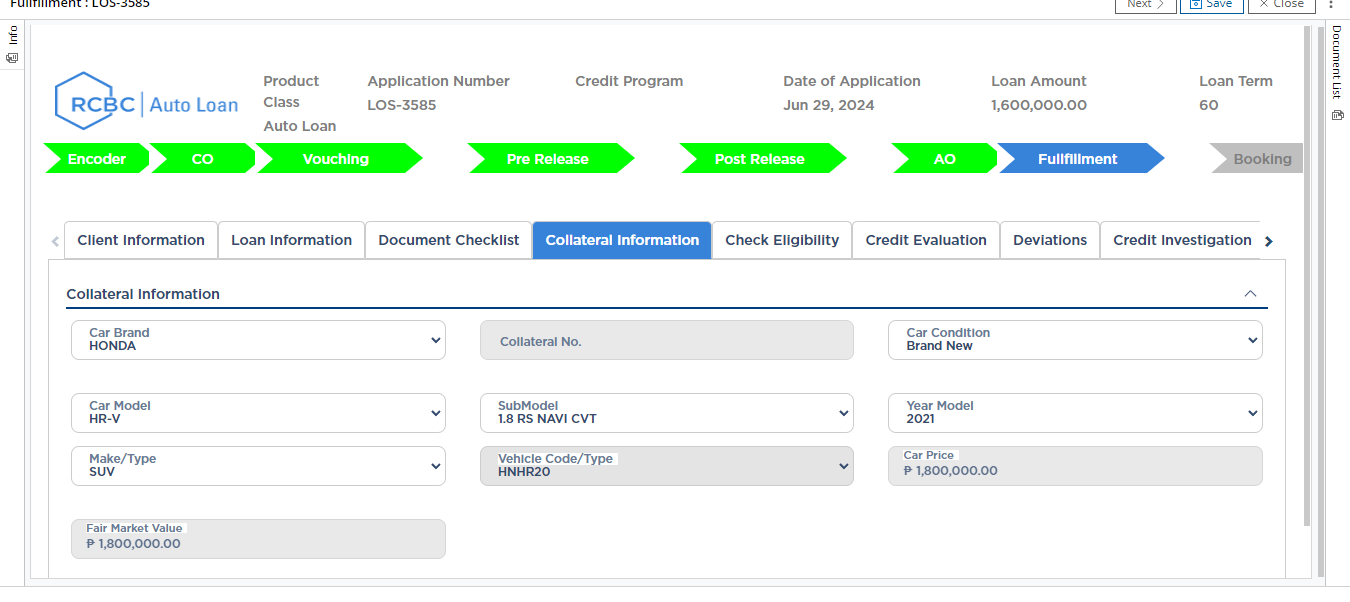 Fullfillment : LOS-3585
Next
Save
Close
Info
Document List
RCBC Auto Loan
Product Class
Auto Loan
Application Number
LOS-3585
Credit Program
Date of Application
Jun 29, 2024
Loan Amount
1,600,000.00
Loan Term
60
Encoder
CO
Vouching
Pre Release
Post Release
AO
Fullfillment
Booking
Client Information
Loan Information
Document Checklist
Collateral Information
Check Eligibility
Credit Evaluation
Deviations
Credit Investigation
Collateral Information
Car Brand
HONDA
Collateral No.
Car Condition
Brand New
Car Model
HR-V
SubModel
1.8 RS NAVI CVT
Year Model
2021
Make/Type
SUV
Vehicle Code/Type
HNHR20
Car Price
₱ 1,800,000.00
Fair Market Value
₱ 1,800,000.00